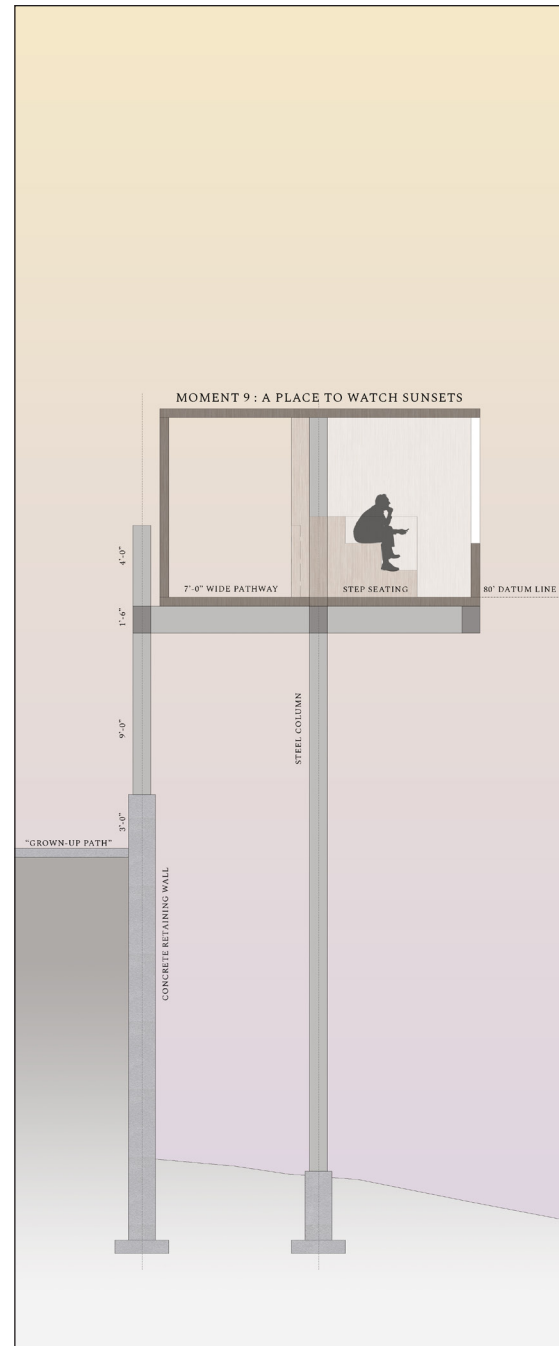 MOMENT 9 : A PLACE TO WATCH SUNSETS
4'-0"
7'-0" WIDE PATHWAY
STEP SEATING
80' DATUM LINE
1'-6"
STEEL COLUMN
9'-0"
3'-0"
"GROWN-UP PATH"
CONCRETE RETAINING WALL